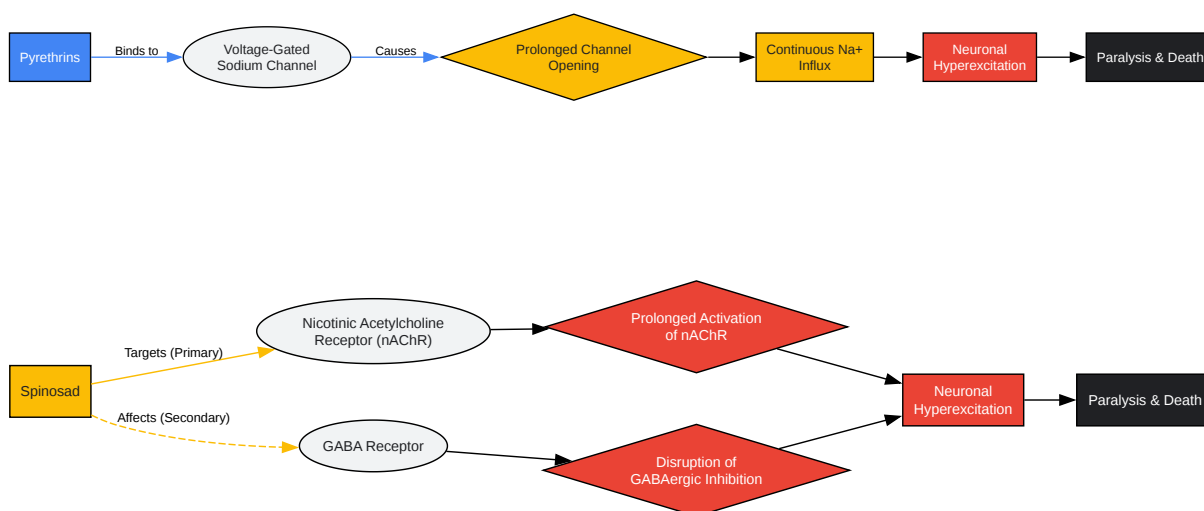 Pyrethrins
Binds to
Voltage-Gated
Sodium Channel
Causes
Prolonged Channel
Opening
Continuous Na+
Influx
Neuronal
Hyperexcitation
Paralysis & Death
Spinosad
Targets (Primary)
Nicotinic Acetylcholine
Receptor (nAChR)
Prolonged Activation
of nAChR
Affects (Secondary)
GABA Receptor
Disruption of
GABAergic Inhibition
Neuronal
Hyperexcitation
Paralysis & Death